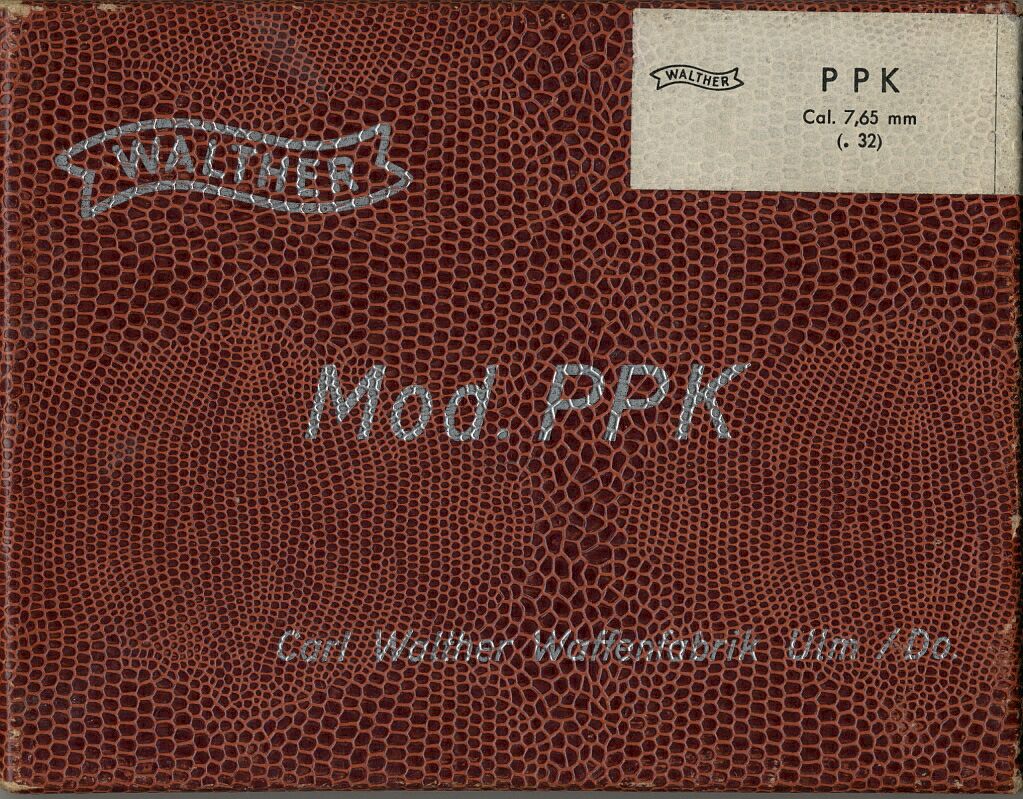 WALTHER
WALTHER
PPK
Cal. 7,65 mm
(. 32)
Mod. PPK
Carl Walther Waffenfabrik Ulm /Do.